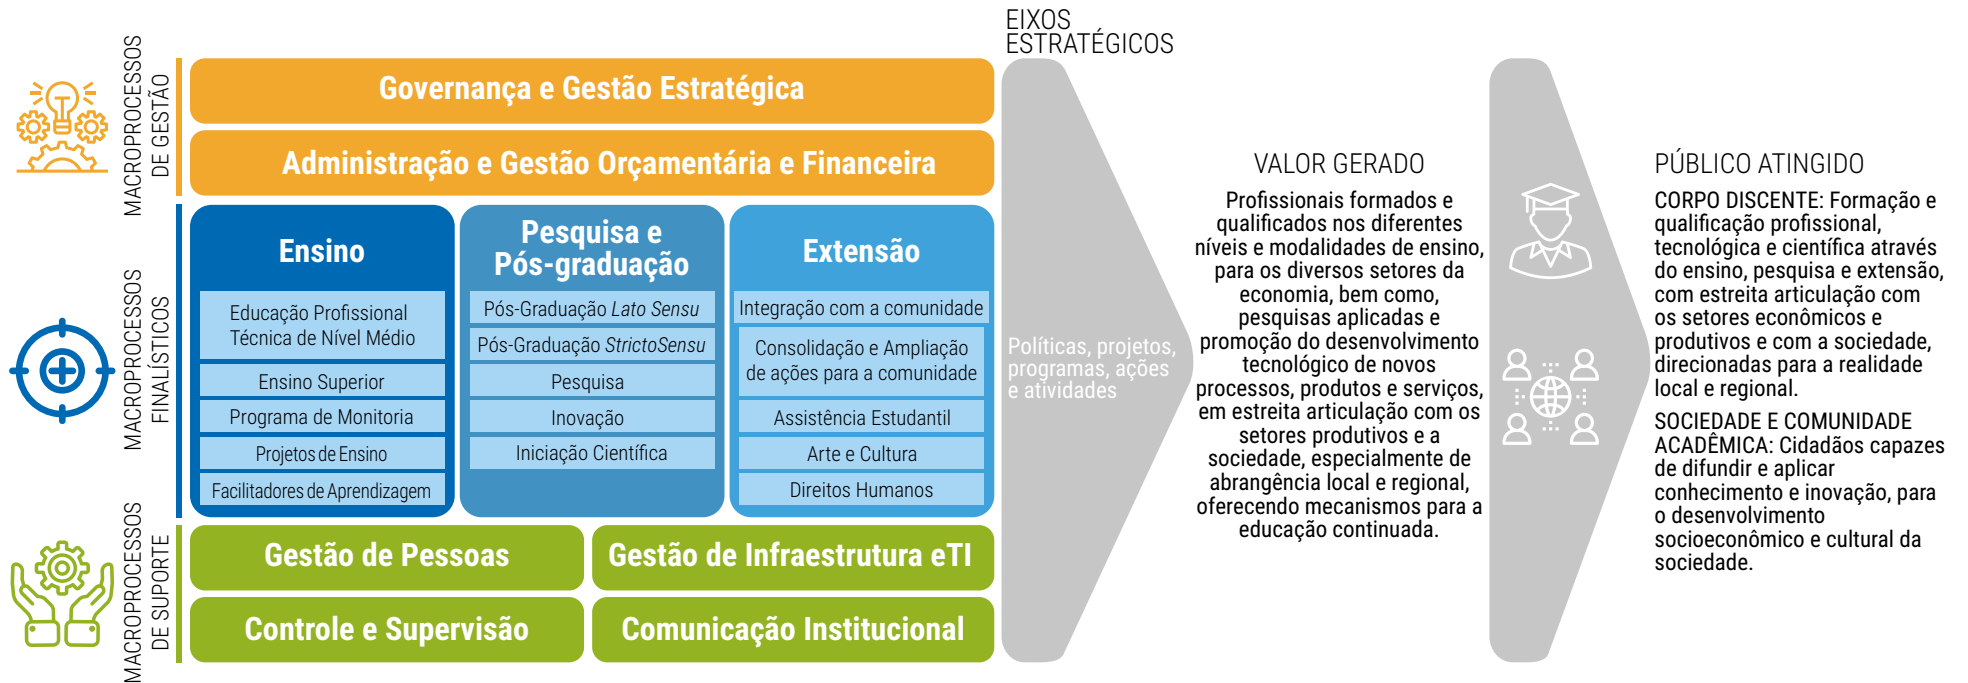 MACROPROCESSOS
DE GESTÃO
Governança e Gestão Estratégica
Administração e Gestão Orçamentária e Financeira
MACROPROCESSOS
FINALÍSTICOS
Ensino
Educação Profissional
Técnica de Nível Médio
Ensino Superior
Programa de Monitoria
Projetos de Ensino
Facilitadores de Aprendizagem
Pesquisa e
Pós-graduação
Pós-Graduação Lato Sensu
Pós-Graduação StrictoSensu
Pesquisa
Inovação
Iniciação Científica
Extensão
Integração com a comunidade
Consolidação e Ampliação
de ações para a comunidade
Assistência Estudantil
Arte e Cultura
Direitos Humanos
MACROPROCESSOS
DE SUPORTE
Gestão de Pessoas
Gestão de Infraestrutura eTI
Controle e Supervisão
Comunicação Institucional
EIXOS
ESTRATÉGICOS
Políticas, projetos,
programas, ações
e atividades
VALOR GERADO
Profissionais formados e
qualificados nos diferentes
níveis e modalidades de ensino,
para os diversos setores da
economia, bem como,
pesquisas aplicadas e
promoção do desenvolvimento
tecnológico de novos
processos, produtos e serviços,
em estreita articulação com os
setores produtivos e a
sociedade, especialmente de
abrangência local e regional,
oferecendo mecanismos para a
educação continuada.
PÚBLICO ATINGIDO
CORPO DISCENTE: Formação e
qualificação profissional,
tecnológica e científica através
do ensino, pesquisa e extensão,
com estreita articulação com
os setores econômicos e
produtivos e com a sociedade,
direcionadas para a realidade
local e regional.
SOCIEDADE E COMUNIDADE
ACADÊMICA: Cidadãos capazes
de difundir e aplicar
conhecimento e inovação, para
o desenvolvimento
socioeconômico e cultural da
sociedade.